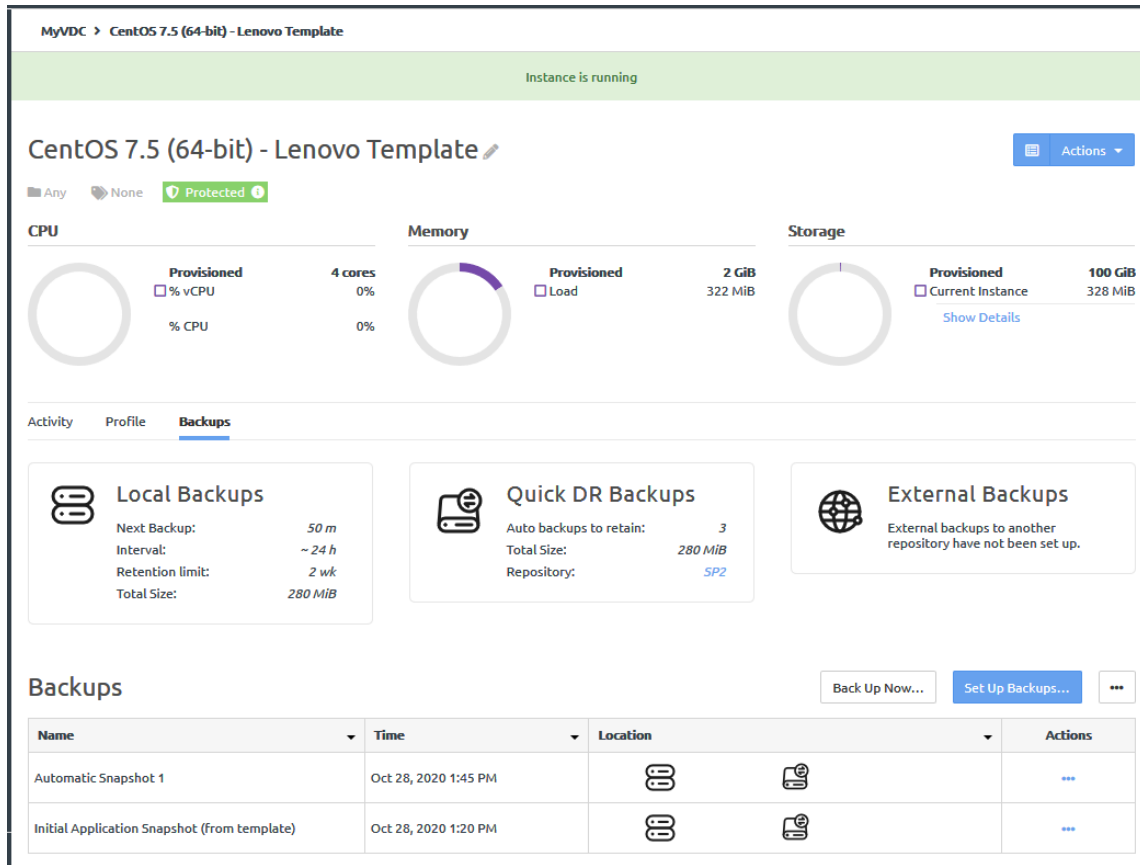 MyVDC > CentOS 7.5 (64-bit) - Lenovo Template
Instance is running
CentOS 7.5 (64-bit) - Lenovo Template
Actions
Any None Protected
CPU
Provisioned 4 cores
% vCPU 0%
% CPU 0%
Memory
Provisioned 2 GiB
Load 322 MiB
Storage
Provisioned 100 GiB
Current Instance 328 MiB
Show Details
Activity Profile Backups
Local Backups
Next Backup: 50 m
Interval: ~ 24 h
Retention limit: 2 wk
Total Size: 280 MiB
Quick DR Backups
Auto backups to retain: 3
Total Size: 280 MiB
Repository: SP2
External Backups
External backups to another
repository have not been set up.
Backups
Back Up Now... Set Up Backups... •••
Name Time Location Actions
Automatic Snapshot 1 Oct 28, 2020 1:45 PM •••
Initial Application Snapshot (from template) Oct 28, 2020 1:20 PM •••